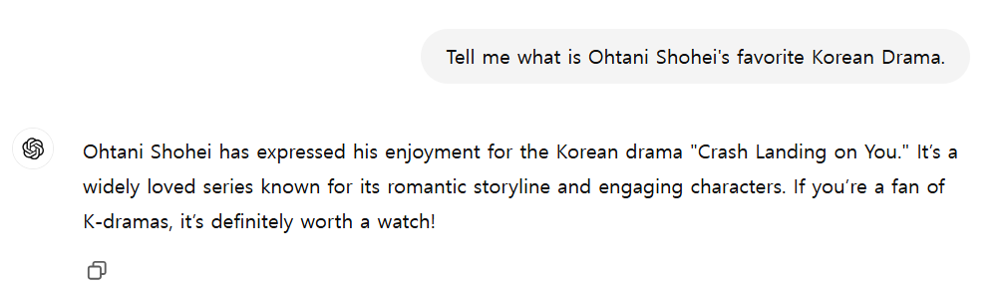 Tell me what is Ohtani Shohei's favorite Korean Drama.
Ohtani Shohei has expressed his enjoyment for the Korean drama "Crash Landing on You." It’s a
widely loved series known for its romantic storyline and engaging characters. If you’re a fan of
K-dramas, it’s definitely worth a watch!